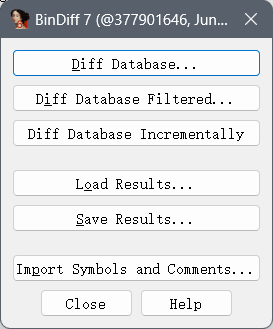 BinDiff 7 (@377901646, Jun...
Diff Database...
Diff Database Filtered...
Diff Database Incrementally
Load Results...
Save Results...
Import Symbols and Comments...
Close Help